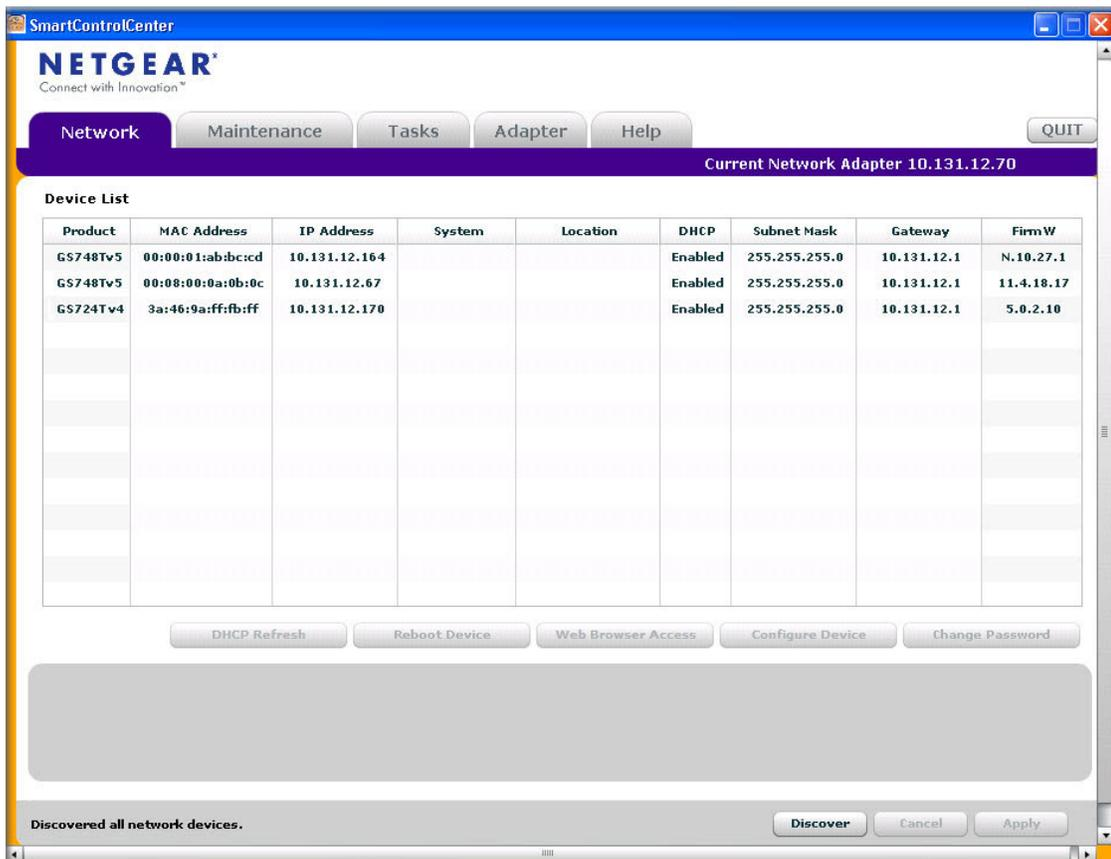 SmartControlCenter
NETGEAR®
Connect with Innovation™
Network Maintenance Tasks Adapter Help QUIT
Current Network Adapter 10.131.12.70
Device List
Product MAC Address IP Address System Location DHCP Subnet Mask Gateway FirmW
GS748Tv5 00:00:01:ab:bc:cd 10.131.12.164 Enabled 255.255.255.0 10.131.12.1 N.10.27.1
GS748Tv5 00:08:00:0a:0b:0c 10.131.12.67 Enabled 255.255.255.0 10.131.12.1 11.4.18.17
GS724Tv4 3a:46:9a:ff:fb:ff 10.131.12.170 Enabled 255.255.255.0 10.131.12.1 5.0.2.10
DHCP Refresh Reboot Device Web Browser Access Configure Device Change Password
Discovered all network devices. Discover Cancel Apply